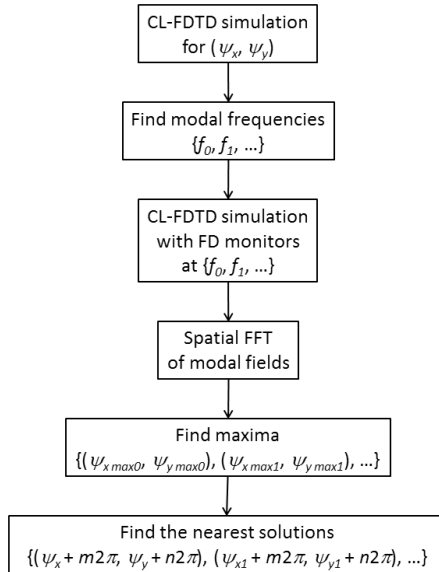 CL-FDTD simulation
for (ψx, ψy)
Find modal frequencies
{f0, f1, ...}
CL-FDTD simulation
with FD monitors
at {f0, f1, ...}
Spatial FFT
of modal fields
Find maxima
{(ψx max0, ψy max0), (ψx max1, ψy max1), ...}
Find the nearest solutions
{(ψx + m2π, ψy + n2π), (ψx1 + m2π, ψy1 + n2π), ...}